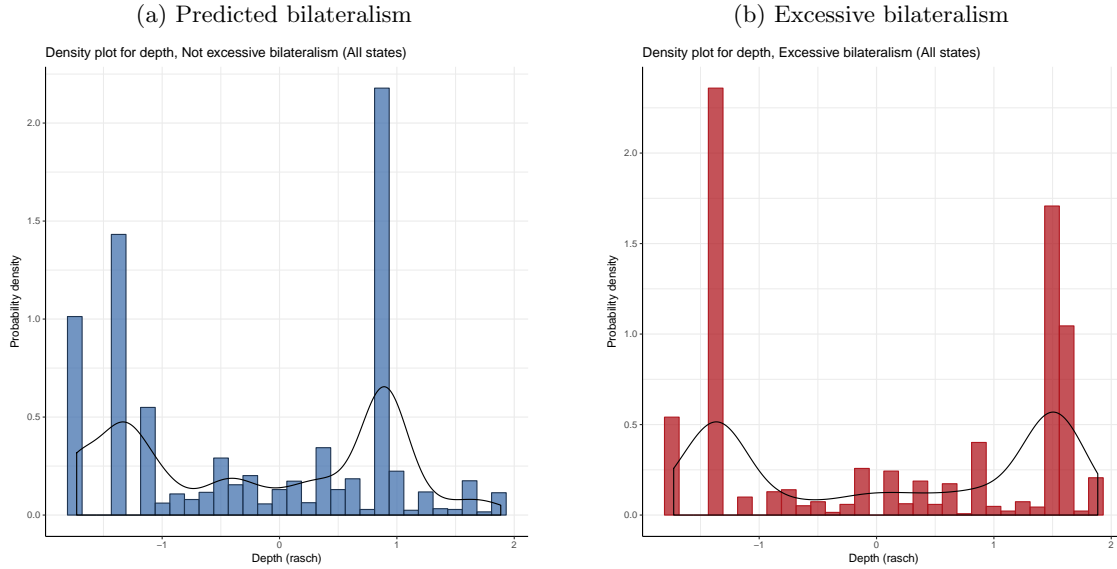 (a) Predicted bilateralism
Density plot for depth, Not excessive bilateralism (All states)
Probability density
2.0
1.5
1.0
0.5
0.0
−1
0
1
2
Depth (rasch)
(b) Excessive bilateralism
Density plot for depth, Excessive bilateralism (All states)
Probability density
2.0
1.5
1.0
0.5
0.0
−1
0
1
2
Depth (rasch)